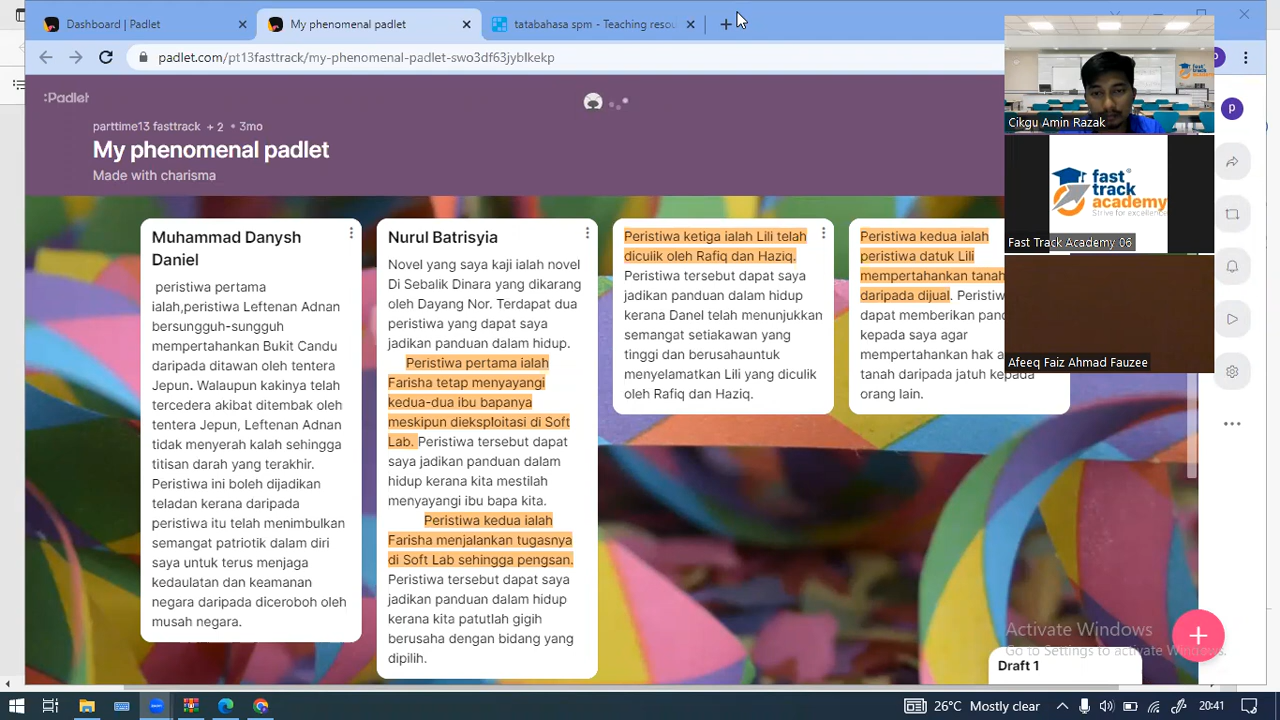 Dashboard | Padlet
My phenomenal padlet
tatabahasa spm - Teaching resou
padlet.com/pt13fasttrack/my-phenomenal-padlet-swo3df63jyblkekp
:Padlet
parttime13 fasttrack + 2 • 3mo
My phenomenal padlet
Made with charisma
Muhammad Danysh
Daniel
peristiwa pertama
ialah,peristiwa Leftenan Adnan
bersungguh-sungguh
mempertahankan Bukit Candu
daripada ditawan oleh tentera
Jepun. Walaupun kakinya telah
tercedera akibat ditembak oleh
tentera Jepun, Leftenan Adnan
tidak menyerah kalah sehingga
titisan darah yang terakhir.
Peristiwa ini boleh dijadikan
teladan kerana daripada
peristiwa itu telah menimbulkan
semangat patriotik dalam diri
saya untuk terus menjaga
kedaulatan dan keamanan
negara daripada diceroboh oleh
musah negara.
Nurul Batrisyia
Novel yang saya kaji ialah novel
Di Sebalik Dinara yang dikarang
oleh Dayang Nor. Terdapat dua
peristiwa yang dapat saya
jadikan panduan dalam hidup.
Peristiwa pertama ialah
Farisha tetap menyayangi
kedua-dua ibu bapanya
meskipun dieksploitasi di Soft
Lab. Peristiwa tersebut dapat
saya jadikan panduan dalam
hidup kerana kita mestilah
menyayangi ibu bapa kita.
Peristiwa kedua ialah
Farisha menjalankan tugasnya
di Soft Lab sehingga pengsan.
Peristiwa tersebut dapat saya
jadikan panduan dalam hidup
kerana kita patutlah gigih
berusaha dengan bidang yang
dipilih.
Peristiwa ketiga ialah Lili telah
diculik oleh Rafiq dan Haziq.
Peristiwa tersebut dapat saya
jadikan panduan dalam hidup
kerana Danel telah menunjukkan
semangat setiakawan yang
tinggi dan berusahauntuk
menyelamatkan Lili yang diculik
oleh Rafiq dan Haziq.
Peristiwa kedua ialah
peristiwa datuk Lili
mempertahankan tanah
daripada dijual. Peristiw
dapat memberikan pan
kepada saya agar
mempertahankan hak a
tanah daripada jatuh kepada
orang lain.
Cikgu Amin Razak
fast
track
academy
Strive for excellence
Fast Track Academy 06
Afeeq Faiz Ahmad Fauzee
fast
track
p
Activate Windows
Go to Settings to activate Windows.
Draft 1
26°C Mostly clear
20:41